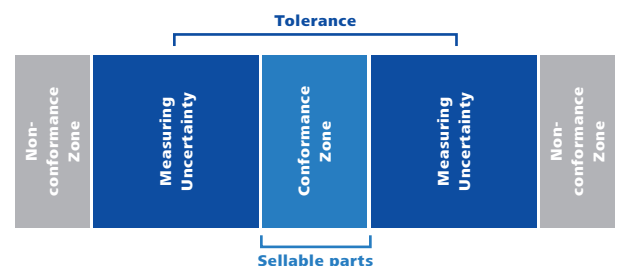 Tolerance
Non-
conformance
Zone
Measuring
Uncertainty
Conformance
Zone
Measuring
Uncertainty
Non-
conformance
Zone
Sellable parts